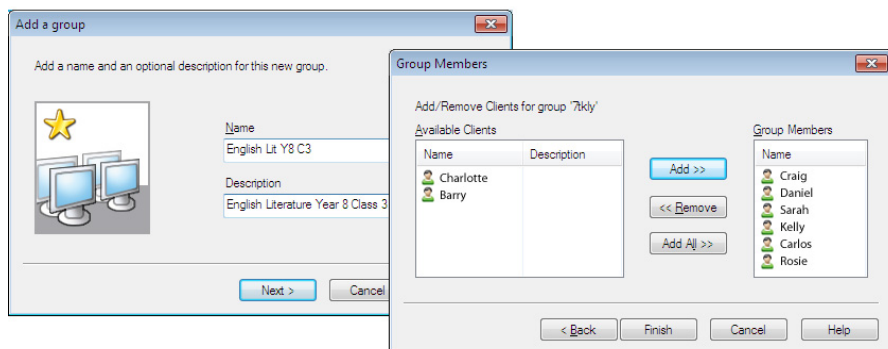 Add a group
Add a name and an optional description for this new group.
Name
English Lit Y8 C3
Description
English Literature Year 8 Class 3
Next >
Cancel
Group Members
Add/Remove Clients for group '7tkly'
Available Clients
Name Description
Charlotte
Barry
Add >>
<< Remove
Add All >>
Group Members
Name
Craig
Daniel
Sarah
Kelly
Carlos
Rosie
< Back
Finish
Cancel
Help